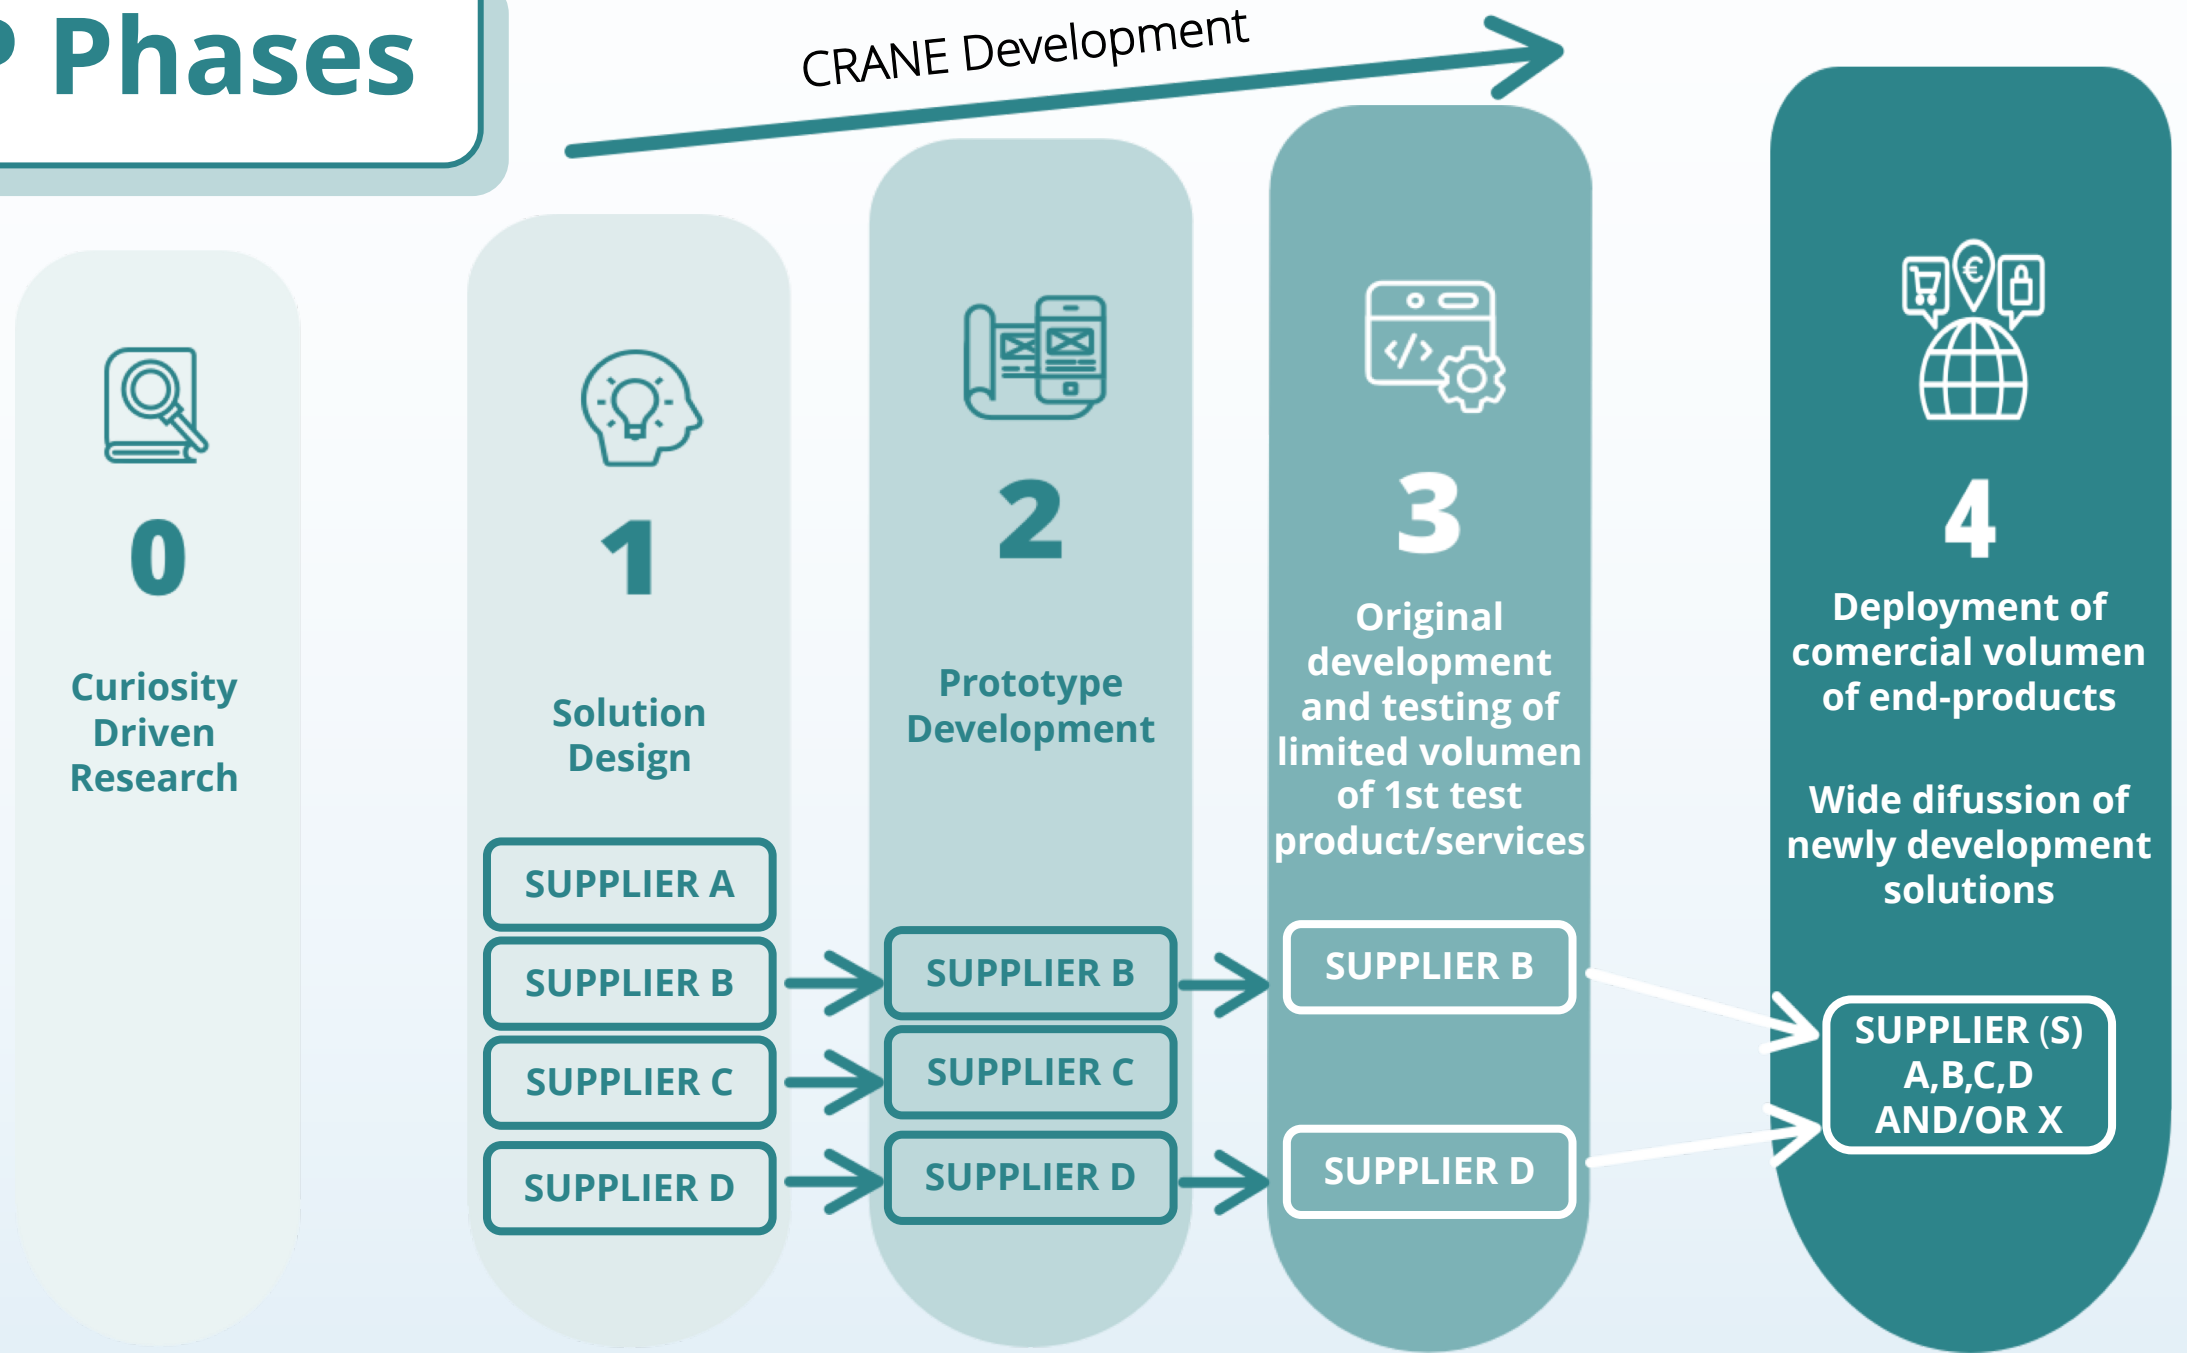 P Phases
CRANE Development
0
Curiosity
Driven
Research
1
Solution
Design
SUPPLIER A
SUPPLIER B
SUPPLIER C
SUPPLIER D
2
Prototype
Development
SUPPLIER B
SUPPLIER C
SUPPLIER D
</>
3
Original
development
and testing of
limited volumen
of 1st test
product/services
SUPPLIER B
SUPPLIER D
€
4
Deployment of
comercial volumen
of end-products
Wide difussion of
newly development
solutions
SUPPLIER (S)
A,B,C,D
AND/OR X